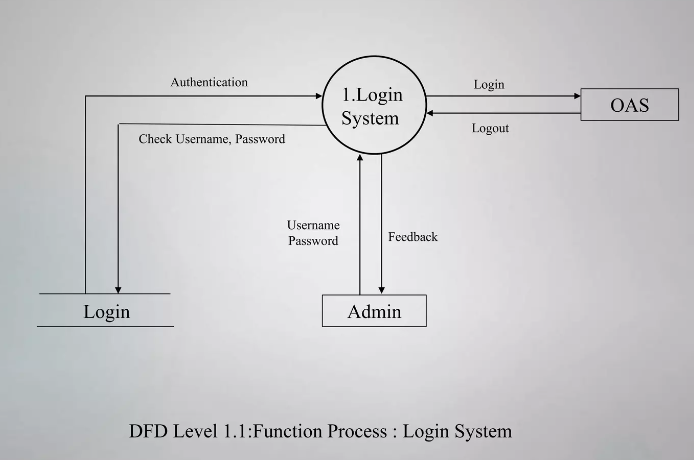 Authentication
1.Login
System
Login
OAS
Logout
Check Username, Password
Username
Password
Feedback
Login
Admin
DFD Level 1.1:Function Process : Login System